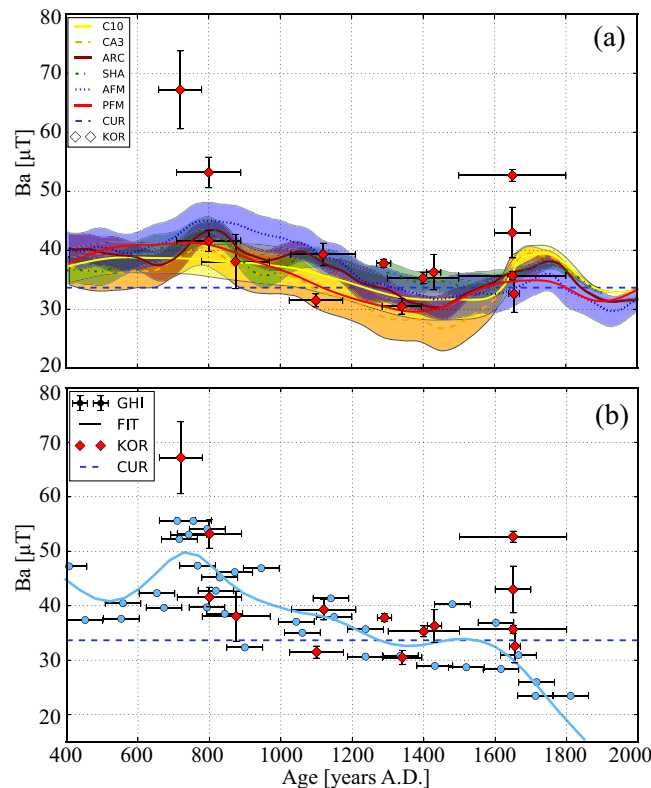 (a)
C10
CA3
ARC
SHA
AFM
PFM
CUR
KOR
Ba [μT]
80
70
60
50
40
30
20
(b)
GHI
FIT
KOR
CUR
Ba [μT]
80
70
60
50
40
30
20
400 600 800 1000 1200 1400 1600 1800 2000
Age [years A.D.]